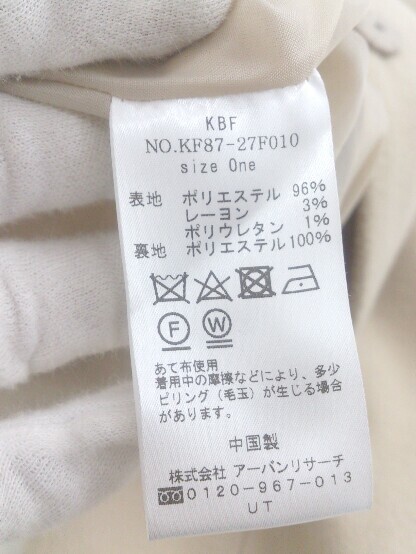 KBF
NO.KF87-27F010
size One
表地 ポリエステル 96%
レーヨン 3%
ポリウレタン 1%
裏地 ポリエステル 100%
F W
あて布使用
着用中の摩擦などにより、多少
ピリング(毛玉)が生じる場合
があります。
中国製
株式会社 アーバンリサーチ
0120-967-013
UT